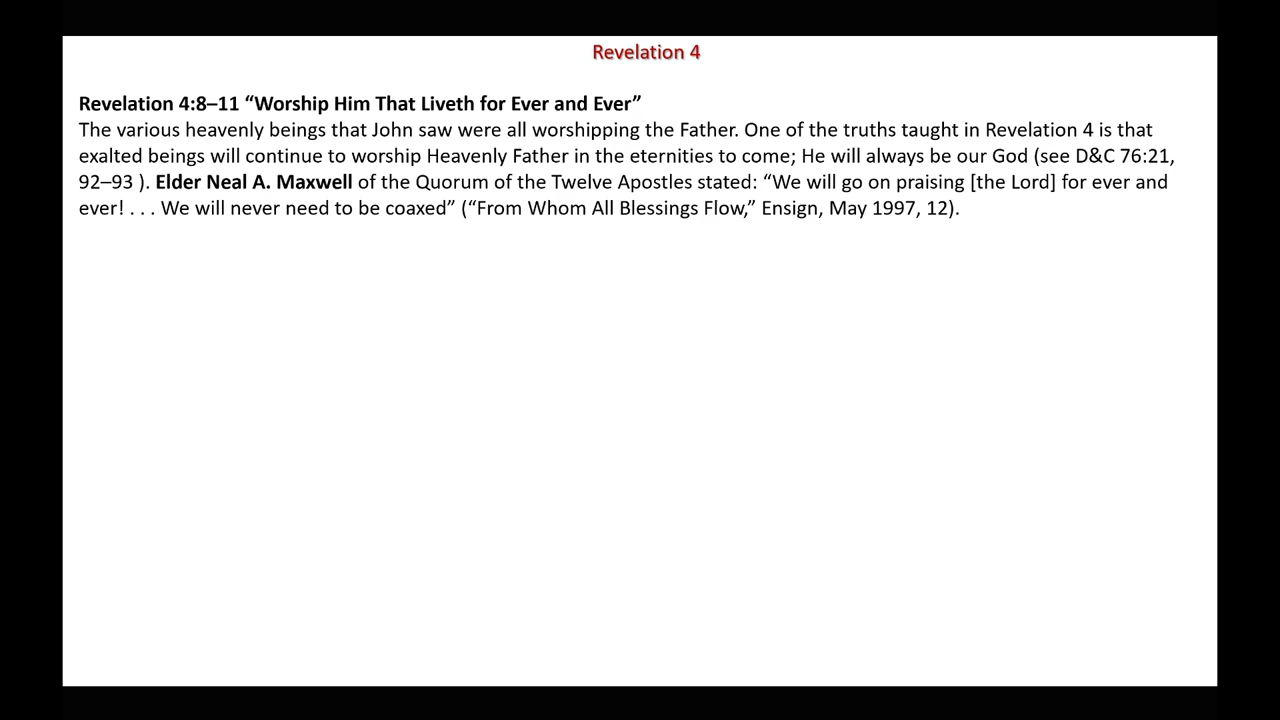 Revelation 4
Revelation 4:8–11 “Worship Him That Liveth for Ever and Ever”
The various heavenly beings that John saw were all worshipping the Father. One of the truths taught in Revelation 4 is that
exalted beings will continue to worship Heavenly Father in the eternities to come; He will always be our God (see D&C 76:21,
92–93 ). Elder Neal A. Maxwell of the Quorum of the Twelve Apostles stated: “We will go on praising [the Lord] for ever and
ever! . . . We will never need to be coaxed” (“From Whom All Blessings Flow,” Ensign, May 1997, 12).